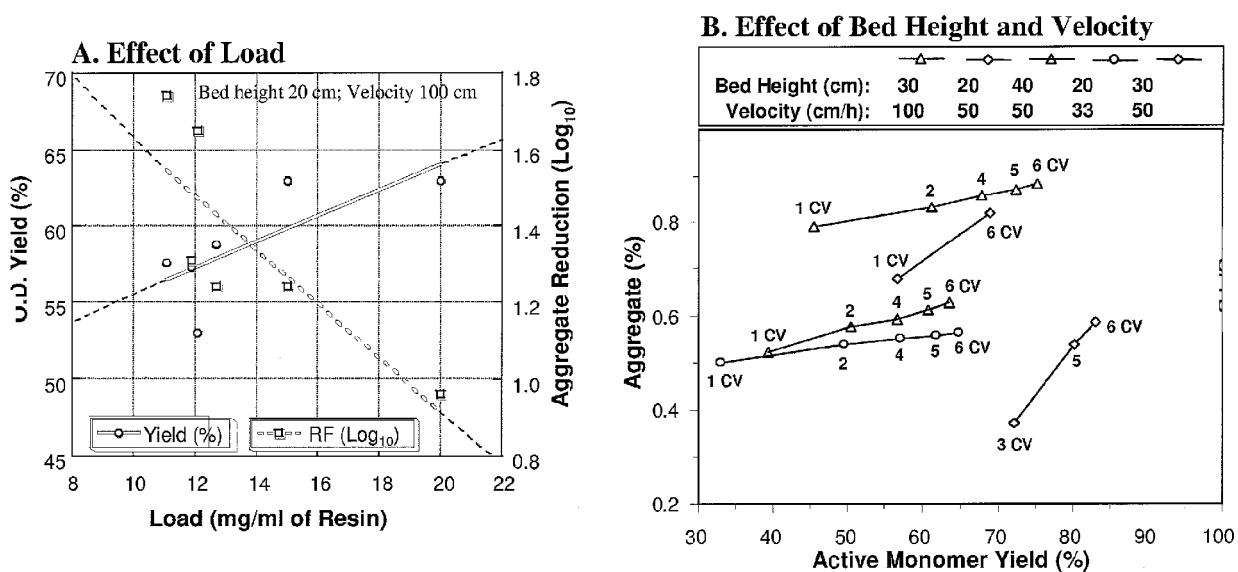 A. Effect of Load
70
65
60
55
50
45
O.D. Yield (%)
Bed height 20 cm; Velocity 100 cm
1.8
1.6
1.4
1.2
1.0
0.8
Aggregate Reduction (Log10)
Yield (%)
RF (Log10)
8 10 12 14 16 18 20 22
Load (mg/ml of Resin)
B. Effect of Bed Height and Velocity
Bed Height (cm): 30 20 40 20 30
Velocity (cm/h): 100 50 50 33 50
0.8
0.6
0.4
0.2
Aggregate (%)
1 CV 2 4 5 6 CV
1 CV 6 CV
1 CV 2 4 5 6 CV
1 CV 2 4 5 6 CV
3 CV 5 6 CV
30 40 50 60 70 80 90 100
Active Monomer Yield (%)